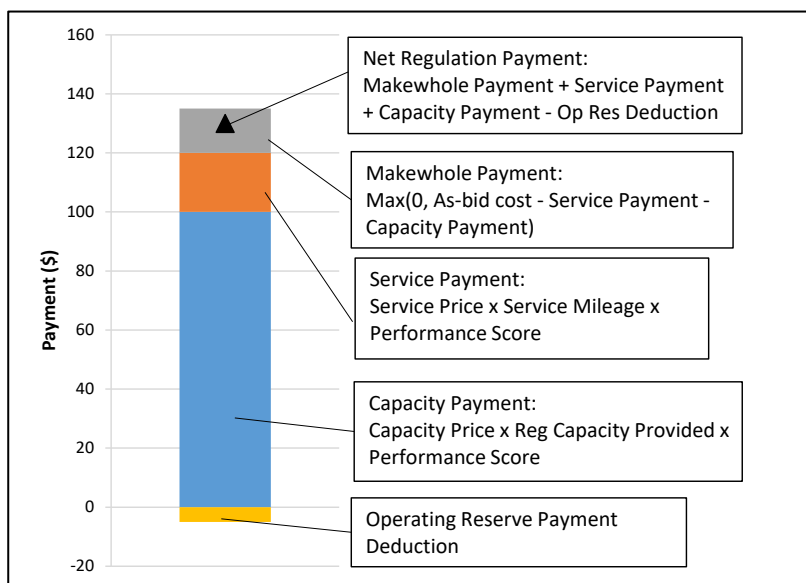 160
140
120
100
80
60
40
20
0
-20
Payment ($)
Net Regulation Payment:
Makewhole Payment + Service Payment
+ Capacity Payment - Op Res Deduction
Makewhole Payment:
Max(0, As-bid cost - Service Payment -
Capacity Payment)
Service Payment:
Service Price x Service Mileage x
Performance Score
Capacity Payment:
Capacity Price x Reg Capacity Provided x
Performance Score
Operating Reserve Payment
Deduction